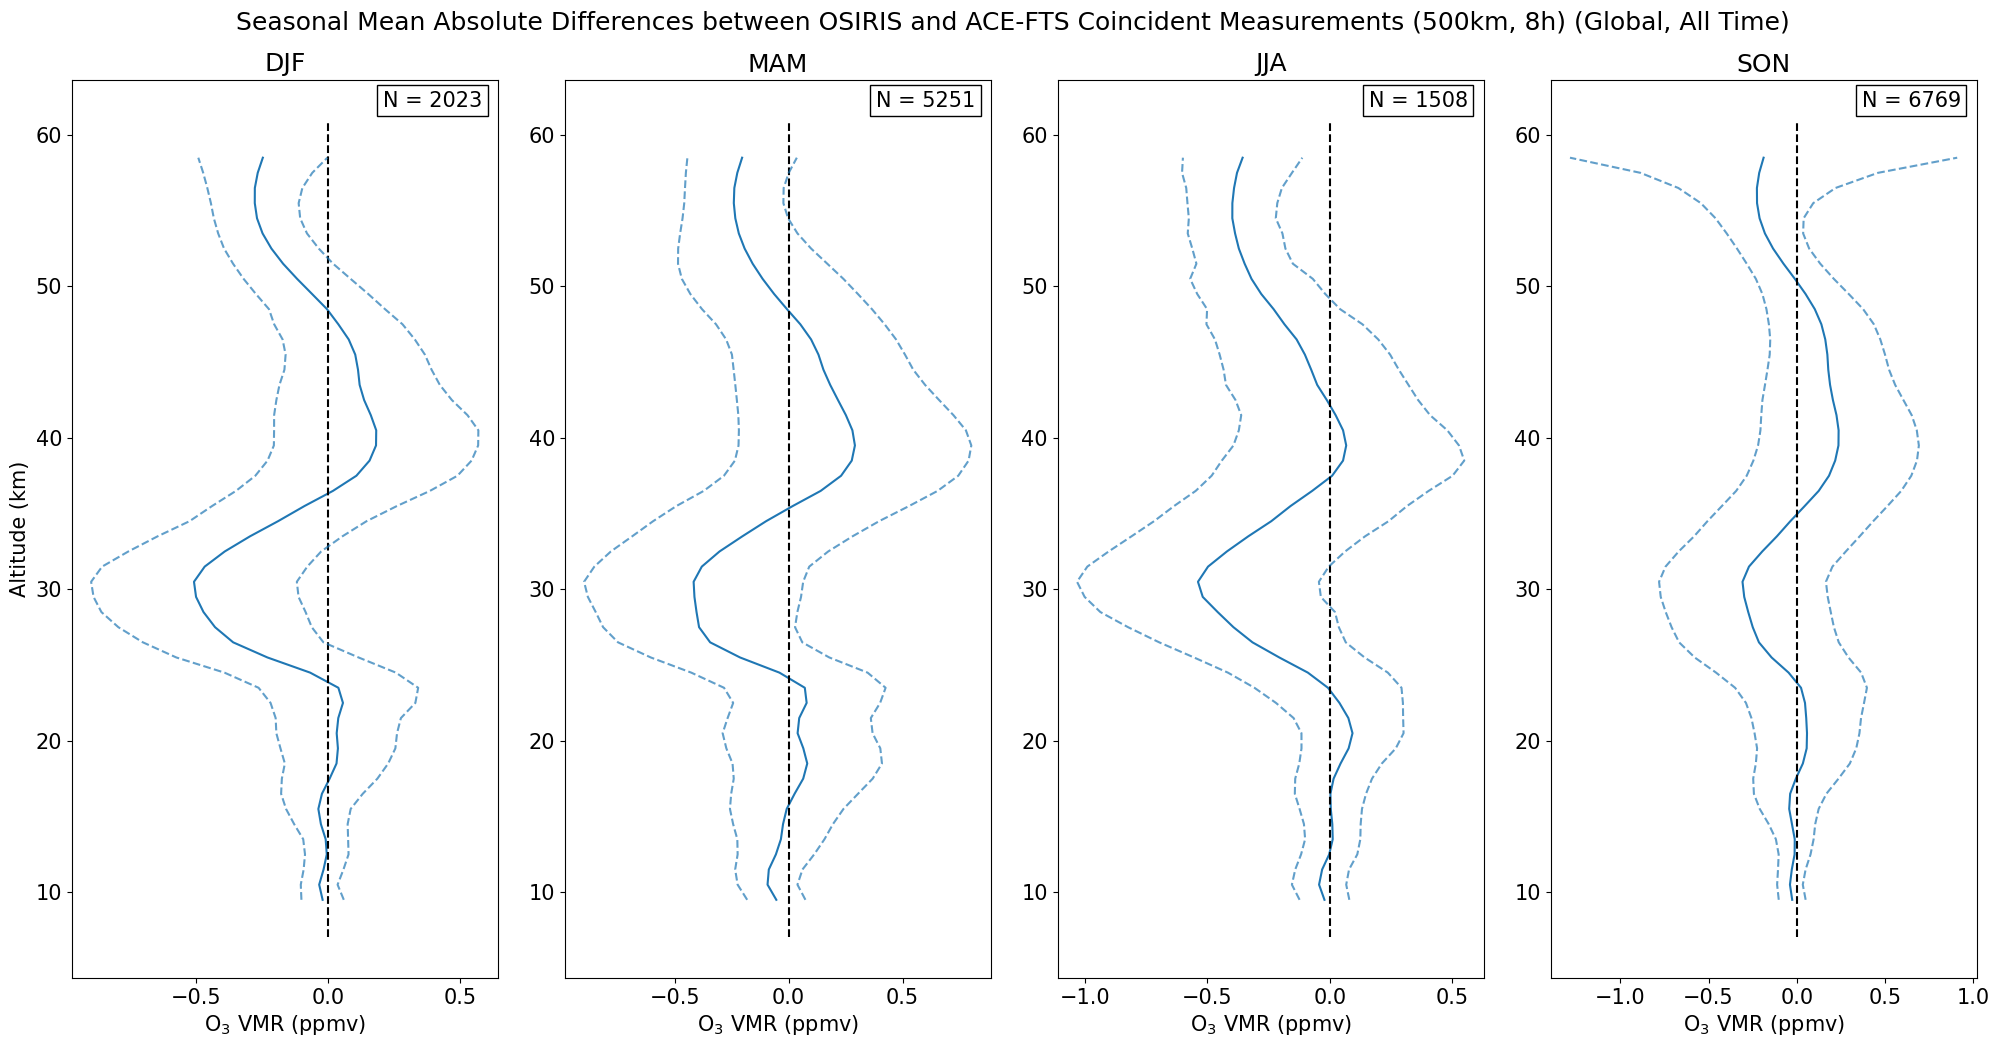 Seasonal Mean Absolute Differences between OSIRIS and ACE-FTS Coincident Measurements (500km, 8h) (Global, All Time)
DJF
MAM
JJA
SON
N = 2023
N = 5251
N = 1508
N = 6769
Altitude (km)
60
50
40
30
20
10
60
50
40
30
20
10
60
50
40
30
20
10
60
50
40
30
20
10
−0.5 0.0 0.5
−0.5 0.0 0.5
−1.0 −0.5 0.0 0.5
−1.0 −0.5 0.0 0.5 1.0
O₃ VMR (ppmv)
O₃ VMR (ppmv)
O₃ VMR (ppmv)
O₃ VMR (ppmv)